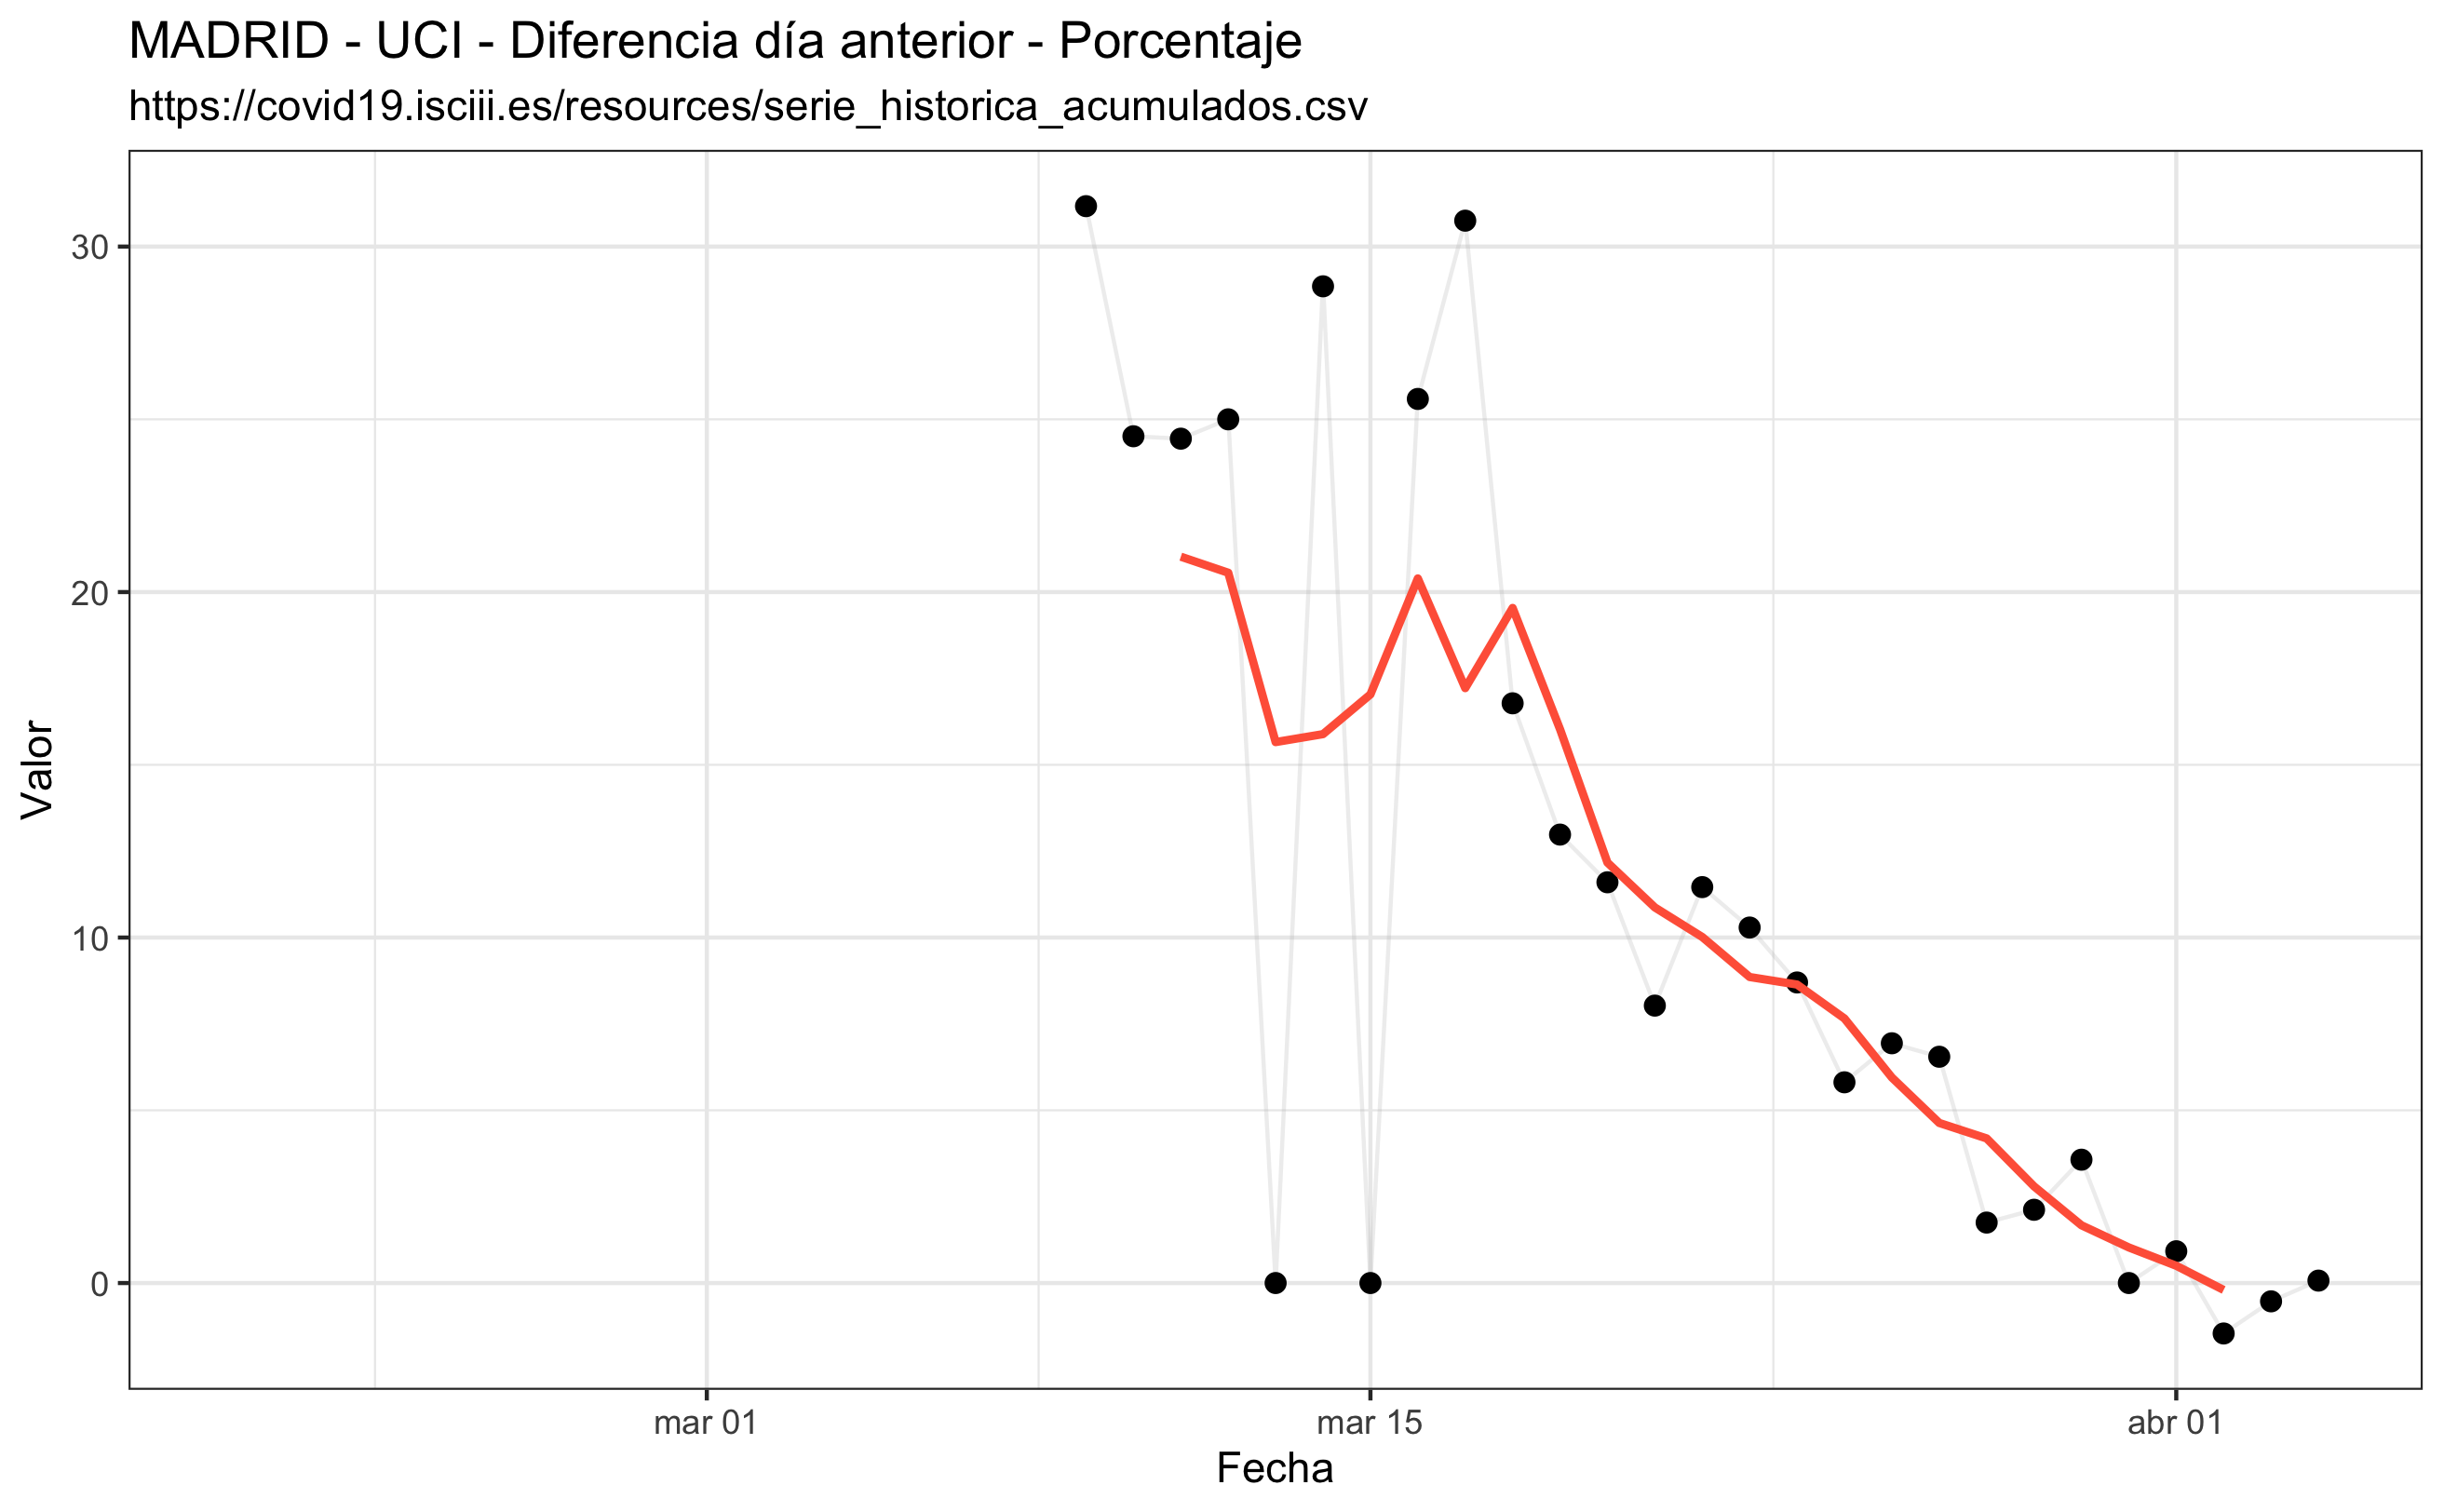 MADRID - UCI - Diferencia día anterior - Porcentaje
https://covid19.isciii.es/resources/serie_historica_acumulados.csv
Valor
30
20
10
0
mar 01
mar 15
abr 01
Fecha